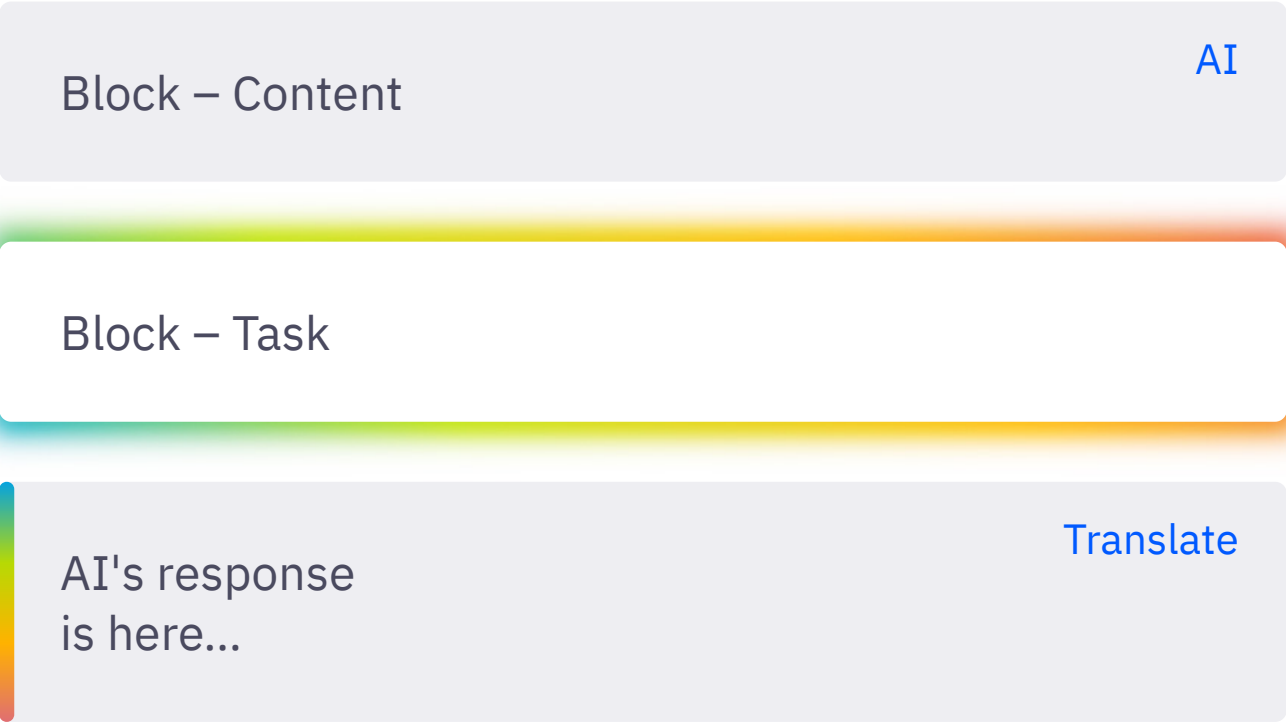 AI
Block – Content
Block – Task
Translate
AI's response
is here...